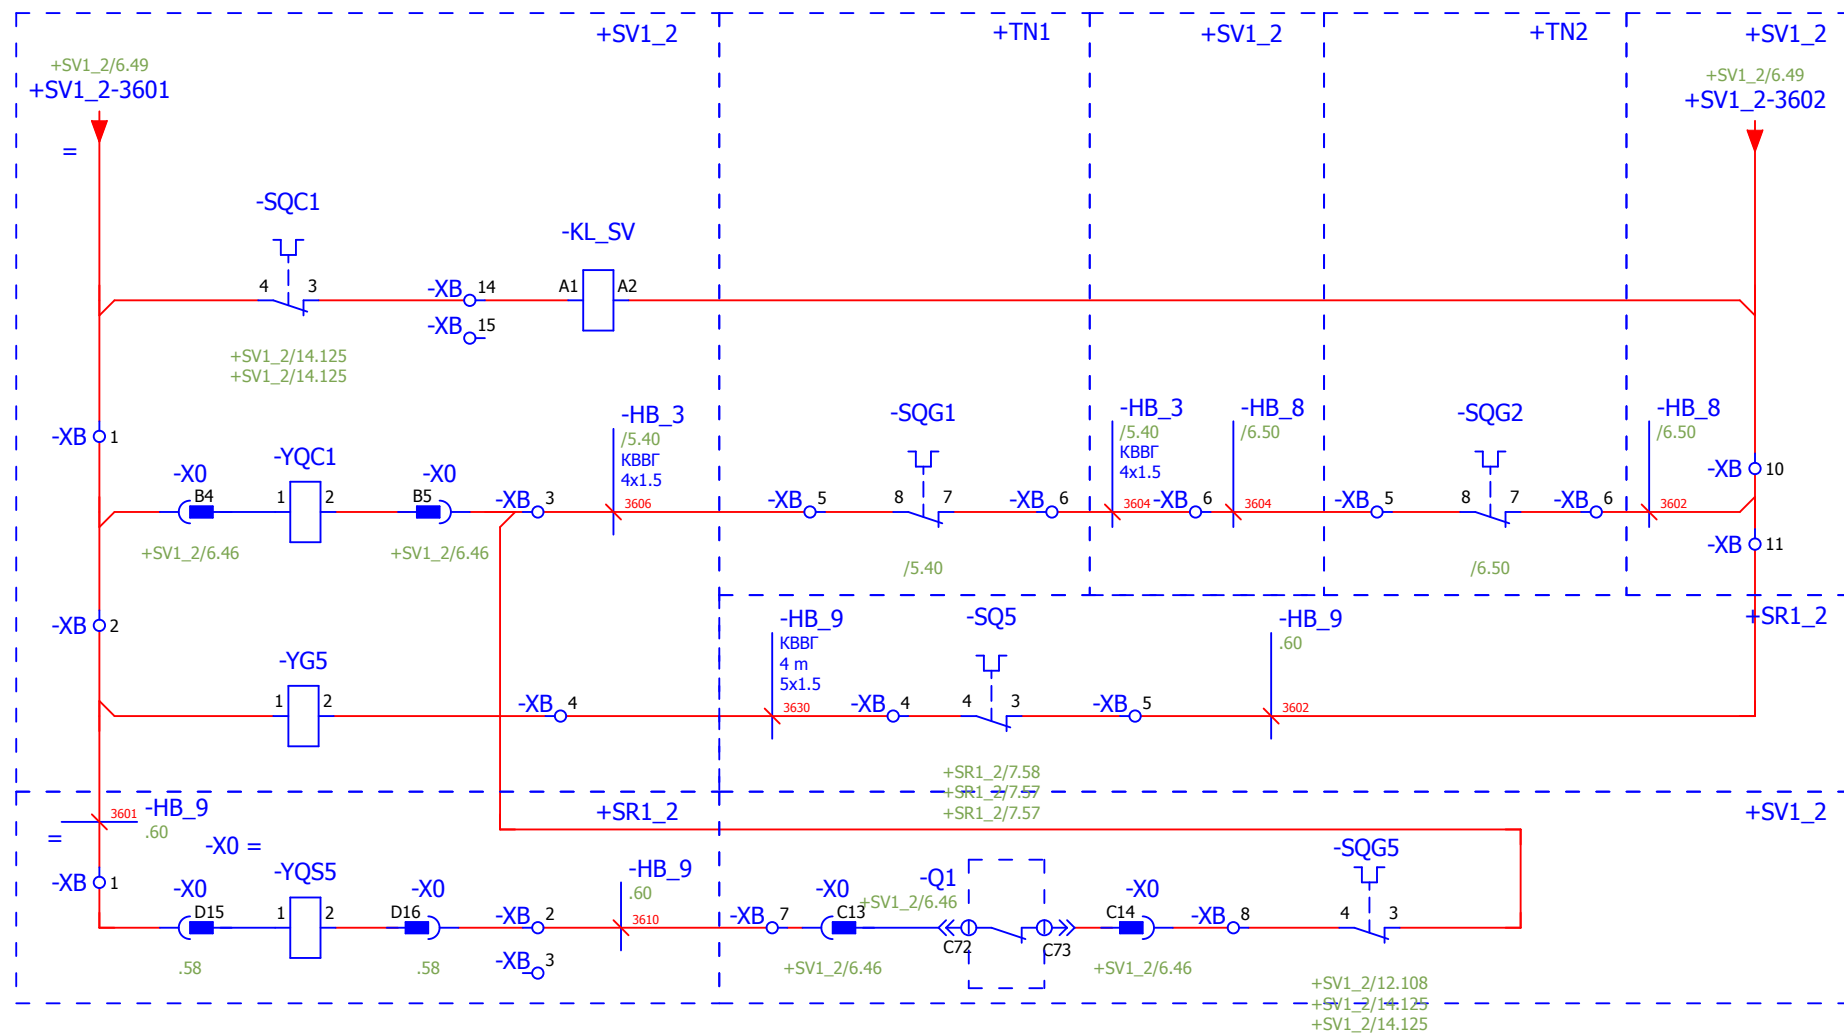 +SV1_2
+TN1
+SV1_2
+TN2
+SV1_2
+SV1_2/6.49
+SV1_2-3601
=
+SV1_2/6.49
+SV1_2-3602
-SQC1
4
3
+SV1_2/14.125
+SV1_2/14.125
-XB
14
-XB
15
-KL_SV
A1
A2
-XB
1
-X0
B4
+SV1_2/6.46
-YQC1
1
2
-X0
B5
+SV1_2/6.46
-XB
3
-HB_3
/5.40
КВВГ
4x1.5
3606
-XB
5
-SQG1
8
7
/5.40
-XB
6
-HB_3
/5.40
КВВГ
4x1.5
3604
-XB
6
-HB_8
/6.50
3604
-XB
5
-SQG2
8
7
/6.50
-XB
6
-HB_8
/6.50
3602
-XB
10
-XB
11
-XB
2
-YG5
1
2
-XB
4
+SR1_2
-HB_9
КВВГ
4 m
5x1.5
3630
-XB
4
-SQ5
4
3
+SR1_2/7.58
+SR1_2/7.57
+SR1_2/7.57
-XB
5
-HB_9
.60
3602
+SR1_2
+SV1_2
3601
-HB_9
.60
=
-X0 =
-XB
1
-X0
D15
.58
-YQS5
1
2
-X0
D16
.58
-XB
2
-XB
3
-HB_9
.60
3610
-XB
7
-X0
C13
+SV1_2/6.46
-Q1
+SV1_2/6.46
C72
C73
-X0
C14
+SV1_2/6.46
-XB
8
-SQG5
4
3
+SV1_2/12.108
+SV1_2/14.125
+SV1_2/14.125